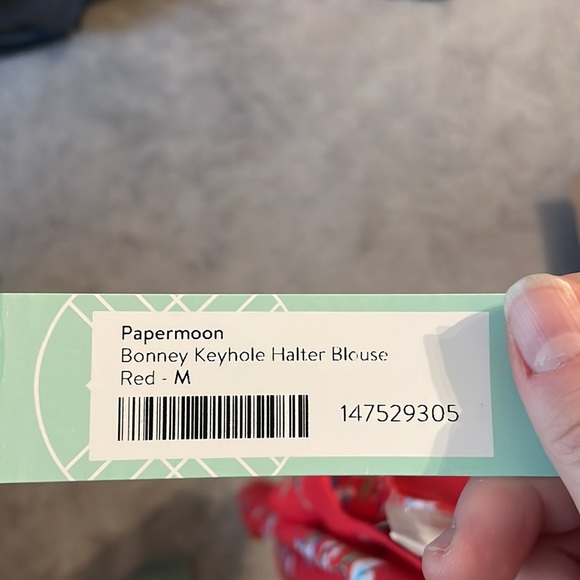 Papermoon
Bonney Keyhole Halter Blouse
Red - M
147529305